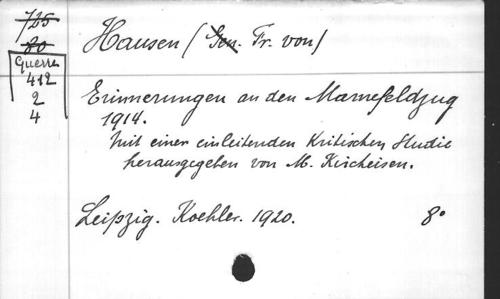 725
80
Guerre
412
2
4
Hausen (Gen. Fr. von)
Erinnerungen an den Marnefeldzug
1914.
Mit einer einleitenden Kritischen Studie
herausgegeben von M. Kircheisen.
Leipzig. Koehler. 1920. 8°